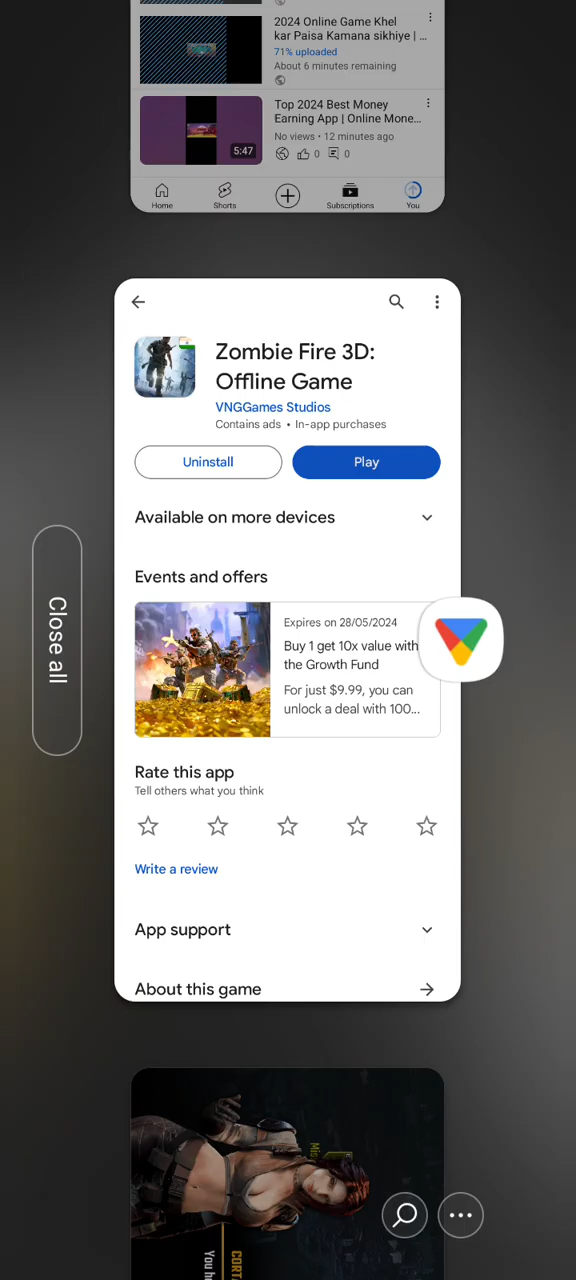 2024 Online Game Khel
kar Paisa Kamana sikhiye | ...
71% uploaded
About 6 minutes remaining
Top 2024 Best Money
Earning App | Online Mone...
No views • 12 minutes ago
5:47
0
0
Home
Shorts
Subscriptions
You
Zombie Fire 3D:
Offline Game
VNGGames Studios
Contains ads • In-app purchases
Uninstall
Play
Available on more devices
Events and offers
Expires on 28/05/2024
Buy 1 get 10x value with
the Growth Fund
For just $9.99, you can
unlock a deal with 100...
Rate this app
Tell others what you think
Write a review
App support
About this game
Close all
Mis
CORT
You h